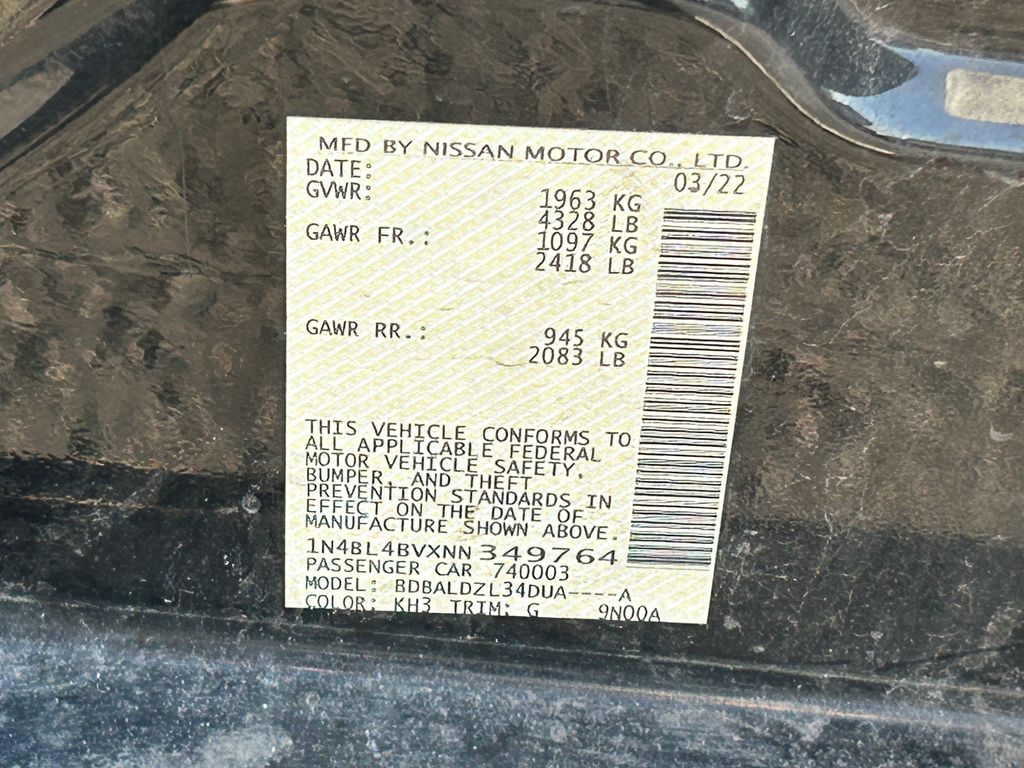 MFD BY NISSAN MOTOR CO., LTD.
DATE: 03/22
GVWR: 1963 KG
4328 LB
GAWR FR.: 1097 KG
2418 LB
GAWR RR.: 945 KG
2083 LB
THIS VEHICLE CONFORMS TO
ALL APPLICABLE FEDERAL
MOTOR VEHICLE SAFETY,
BUMPER, AND THEFT
PREVENTION STANDARDS IN
EFFECT ON THE DATE OF
MANUFACTURE SHOWN ABOVE.
1N4BL4BVXNN349764
PASSENGER CAR 740003
MODEL: BDBALDZL34DUA----A
COLOR: KH3 TRIM: G 9N00A